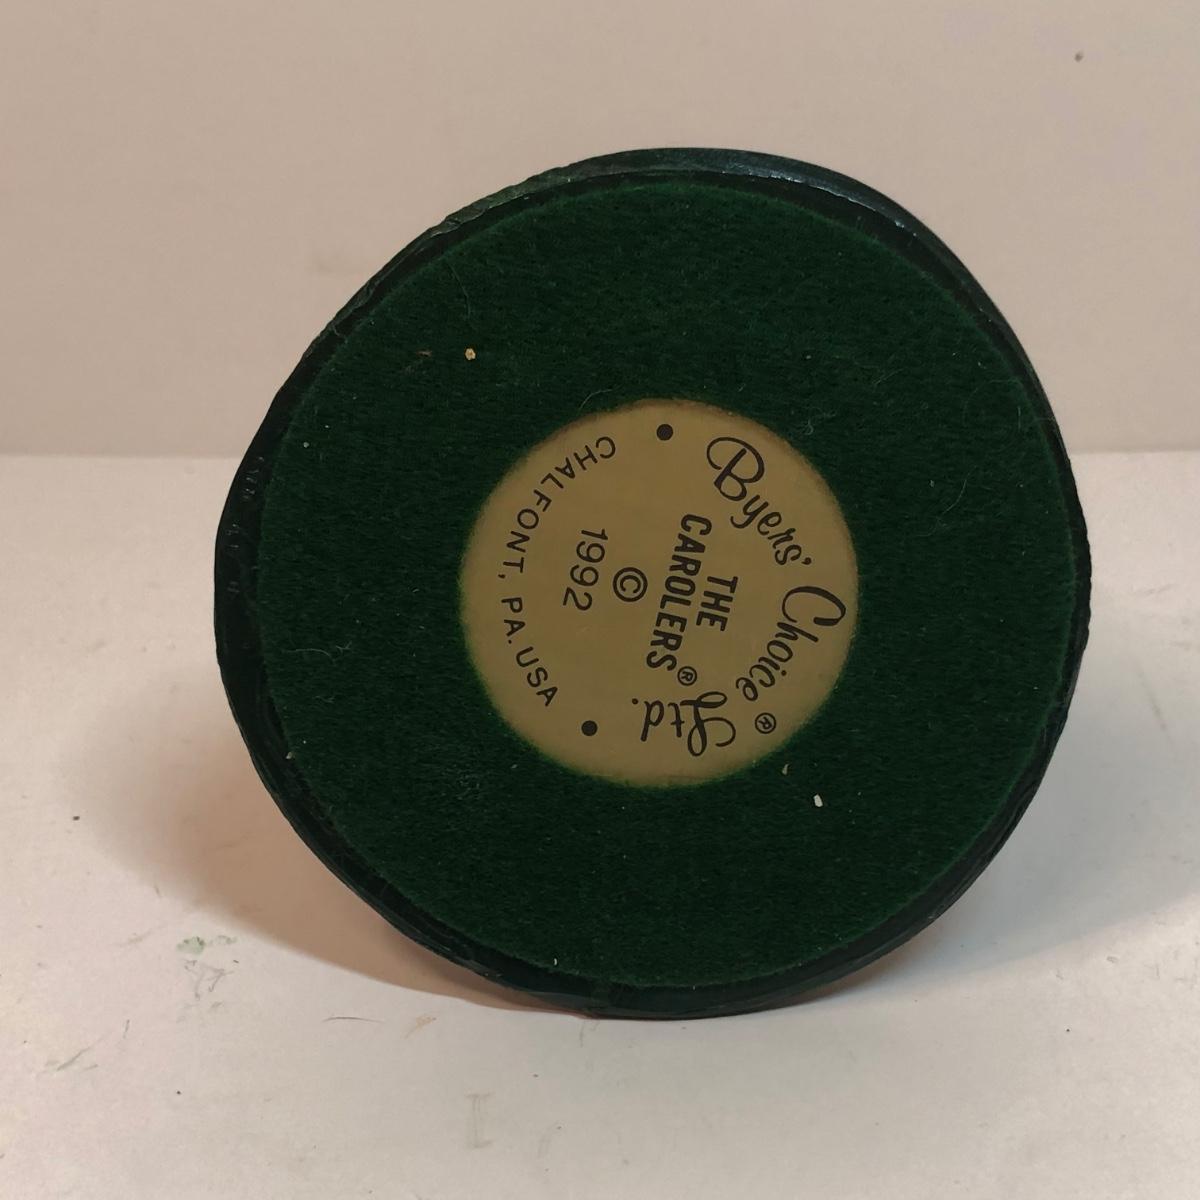 Byers' Choice® Ltd.
THE
CAROLERS®
©
1992
CHALFONT, PA. USA